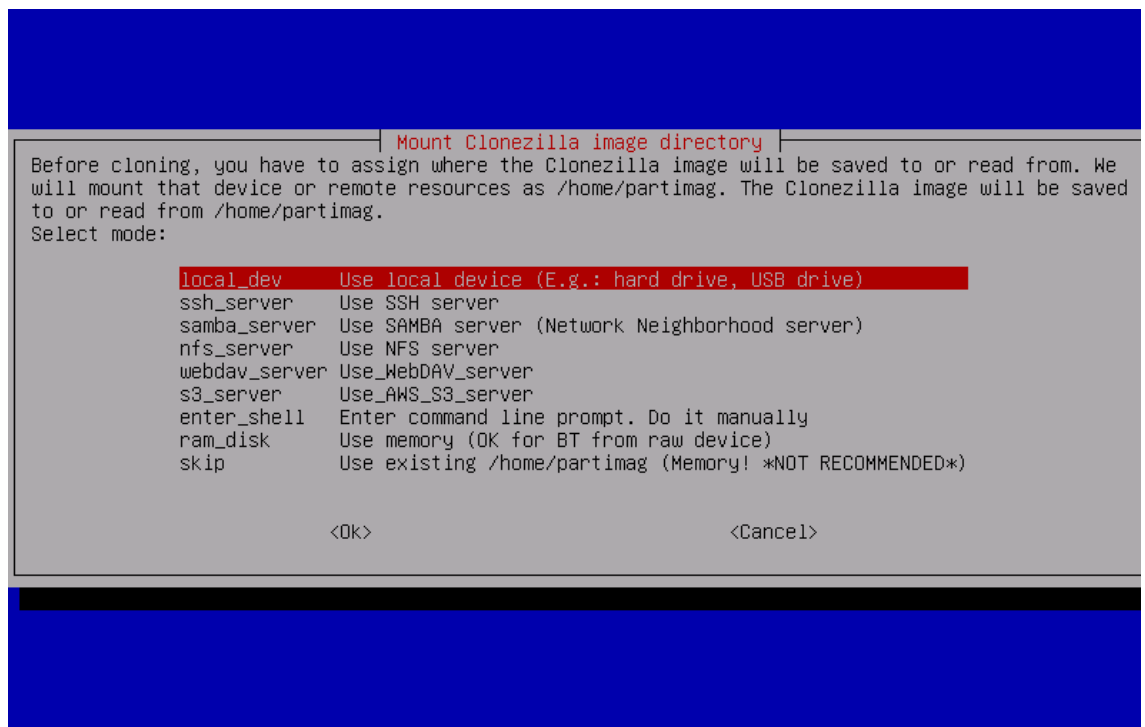 Mount Clonezilla image directory
Before cloning, you have to assign where the Clonezilla image will be saved to or read from. We
will mount that device or remote resources as /home/partimag. The Clonezilla image will be saved
to or read from /home/partimag.
Select mode:
local_dev Use local device (E.g.: hard drive, USB drive)
ssh_server Use SSH server
samba_server Use SAMBA server (Network Neighborhood server)
nfs_server Use NFS server
webdav_server Use_WebDAV_server
s3_server Use_AWS_S3_server
enter_shell Enter command line prompt. Do it manually
ram_disk Use memory (OK for BT from raw device)
skip Use existing /home/partimag (Memory! *NOT RECOMMENDED*)
<Ok> <Cancel>